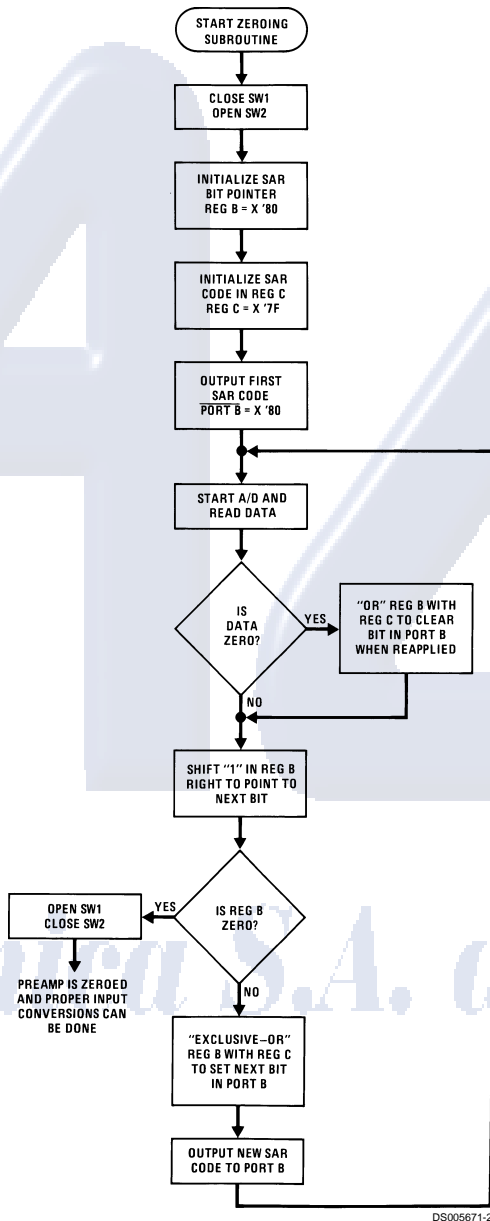 START ZEROING
SUBROUTINE
CLOSE SW1
OPEN SW2
INITIALIZE SAR
BIT POINTER
REG B = X '80
INITIALIZE SAR
CODE IN REG C
REG C = X '7F
OUTPUT FIRST
SAR CODE
PORT B = X '80
START A/D AND
READ DATA
IS
DATA
ZERO?
YES
"OR" REG B WITH
REG C TO CLEAR
BIT IN PORT B
WHEN REAPPLIED
NO
SHIFT "1" IN REG B
RIGHT TO POINT TO
NEXT BIT
IS REG B
ZERO?
YES
OPEN SW1
CLOSE SW2
PREAMP IS ZEROED
AND PROPER INPUT
CONVERSIONS CAN
BE DONE
NO
"EXCLUSIVE–OR"
REG B WITH REG C
TO SET NEXT BIT
IN PORT B
OUTPUT NEW SAR
CODE TO PORT B
S.A.